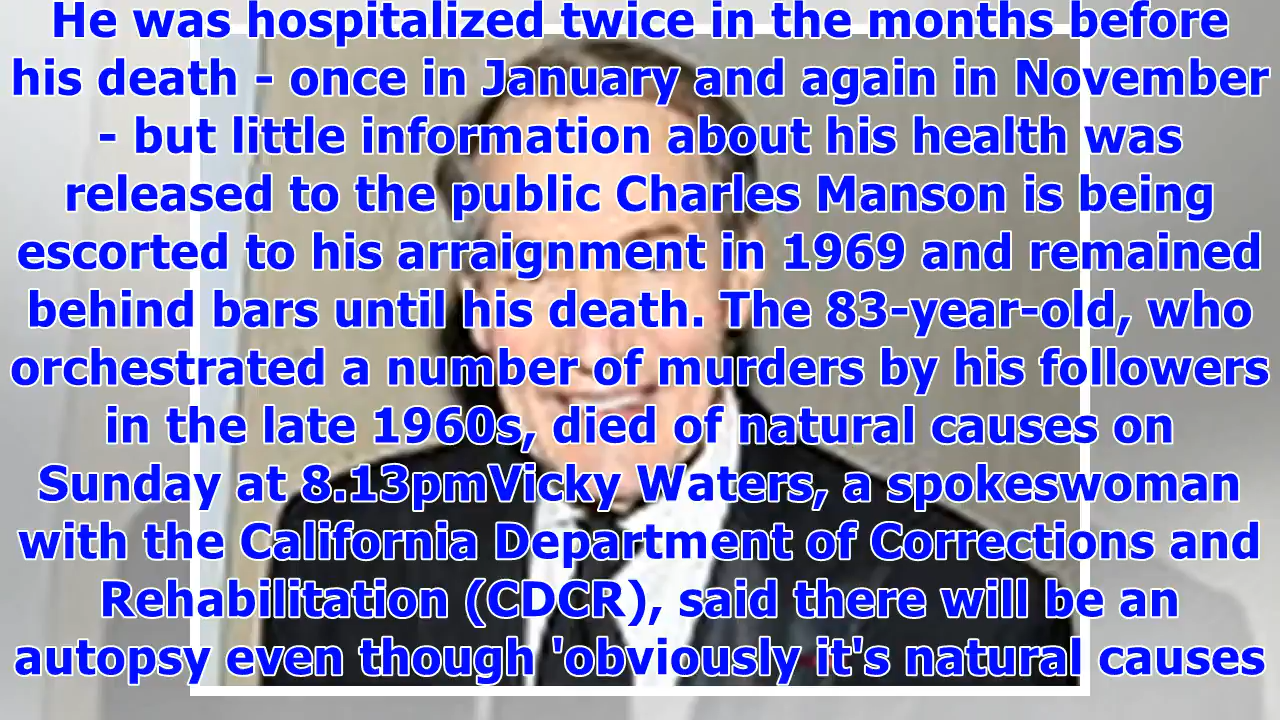 He was hospitalized twice in the months before
his death - once in January and again in November
- but little information about his health was
released to the public Charles Manson is being
escorted to his arraignment in 1969 and remained
behind bars until his death. The 83-year-old, who
orchestrated a number of murders by his followers
in the late 1960s, died of natural causes on
Sunday at 8.13pmVicky Waters, a spokeswoman
with the California Department of Corrections and
Rehabilitation (CDCR), said there will be an
autopsy even though 'obviously it's natural causes